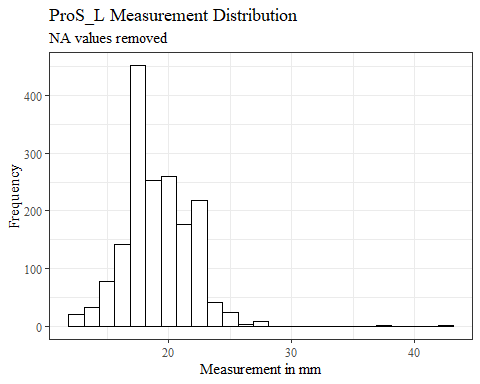 ProS_L Measurement Distribution
NA values removed
400
300
200
100
0
Frequency
20 30 40
Measurement in mm